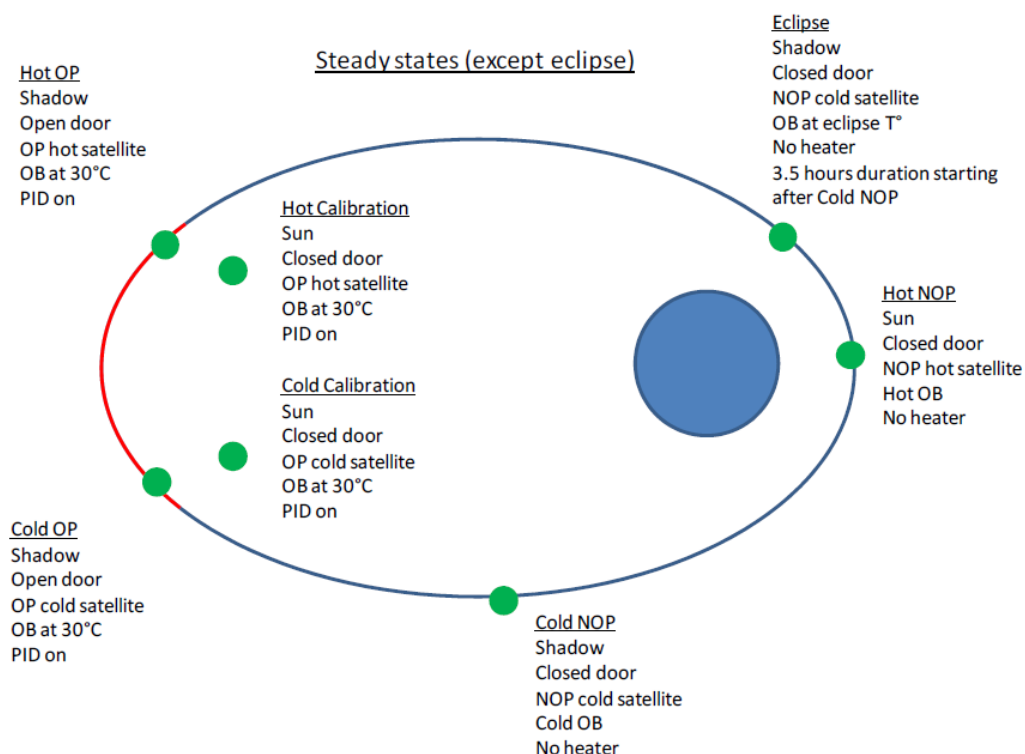 Steady states (except eclipse)
Hot OP
Shadow
Open door
OP hot satellite
OB at 30°C
PID on
Eclipse
Shadow
Closed door
NOP cold satellite
OB at eclipse T°
No heater
3.5 hours duration starting
after Cold NOP
Hot Calibration
Sun
Closed door
OP hot satellite
OB at 30°C
PID on
Hot NOP
Sun
Closed door
NOP hot satellite
Hot OB
No heater
Cold Calibration
Sun
Closed door
OP cold satellite
OB at 30°C
PID on
Cold OP
Shadow
Open door
OP cold satellite
OB at 30°C
PID on
Cold NOP
Shadow
Closed door
NOP cold satellite
Cold OB
No heater